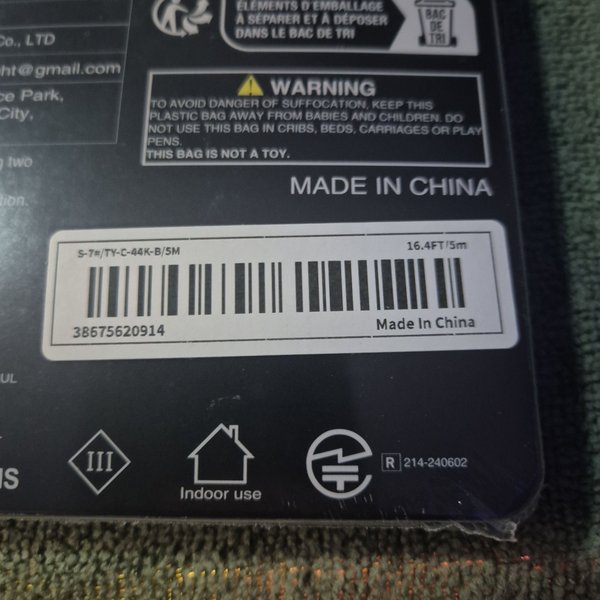 ÉLÉMENTS D'EMBALLAGE
À SÉPARER ET À DÉPOSER
DANS LE BAC DE TRI
BAC
DE
TRI
Co., LTD
ht@gmail.com
ce Park,
City,
g two
tion.
WARNING
TO AVOID DANGER OF SUFFOCATION, KEEP THIS
PLASTIC BAG AWAY FROM BABIES AND CHILDREN. DO
NOT USE THIS BAG IN CRIBS, BEDS, CARRIAGES OR PLAY
PENS.
THIS BAG IS NOT A TOY.
MADE IN CHINA
S-7#/TY-C-44K-B/5M
16.4FT/5m
38675620914
Made In China
UL
US
III
Indoor use
R 214-240602